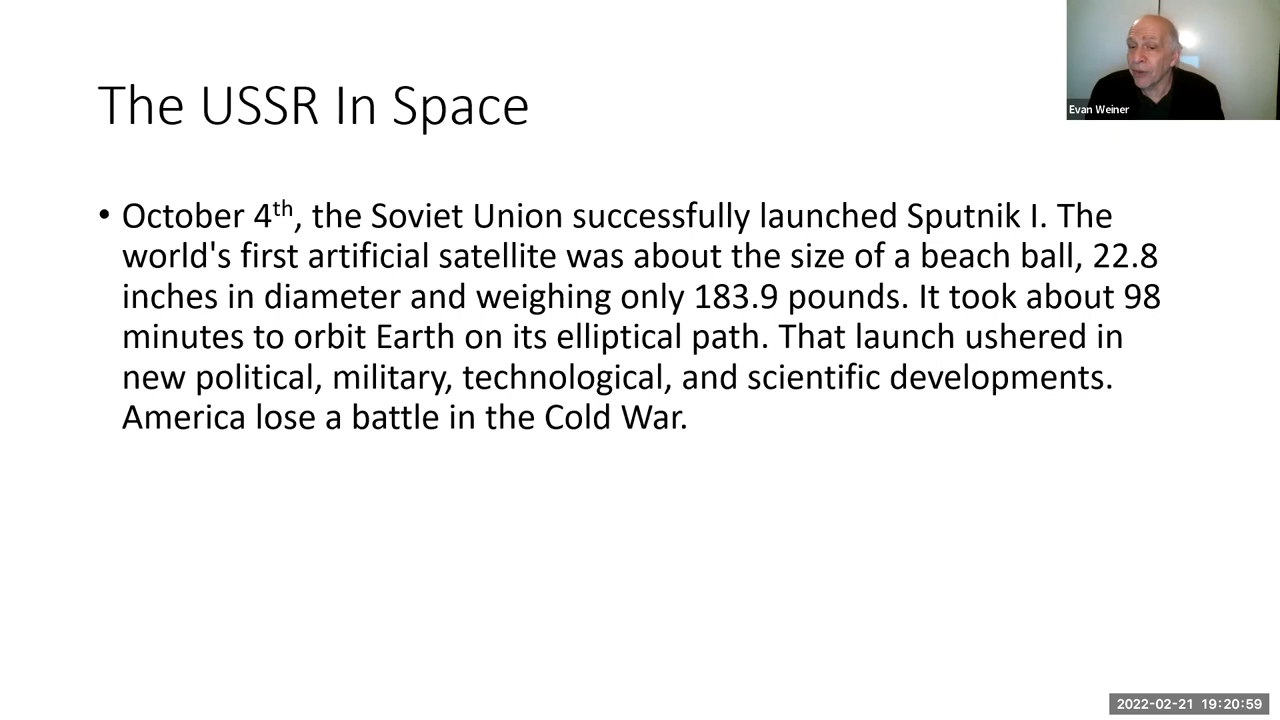 The USSR In Space
Evan Weiner
• October 4th, the Soviet Union successfully launched Sputnik I. The
world's first artificial satellite was about the size of a beach ball, 22.8
inches in diameter and weighing only 183.9 pounds. It took about 98
minutes to orbit Earth on its elliptical path. That launch ushered in
new political, military, technological, and scientific developments.
America lose a battle in the Cold War.
2022-02-21 19:20:59